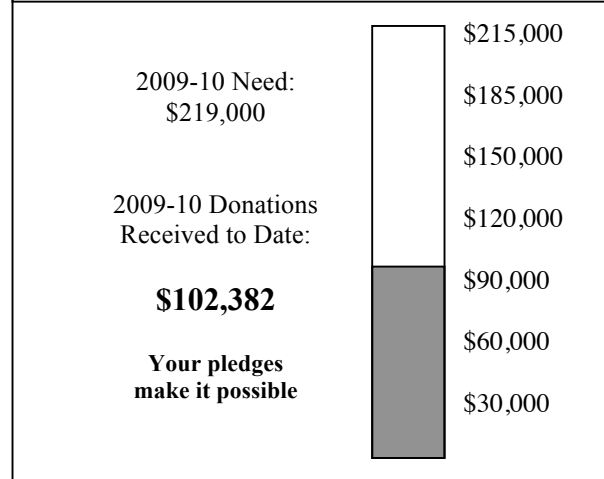 2009-10 Need:
$219,000
2009-10 Donations
Received to Date:
$102,382
Your pledges
make it possible
$215,000
$185,000
$150,000
$120,000
$90,000
$60,000
$30,000